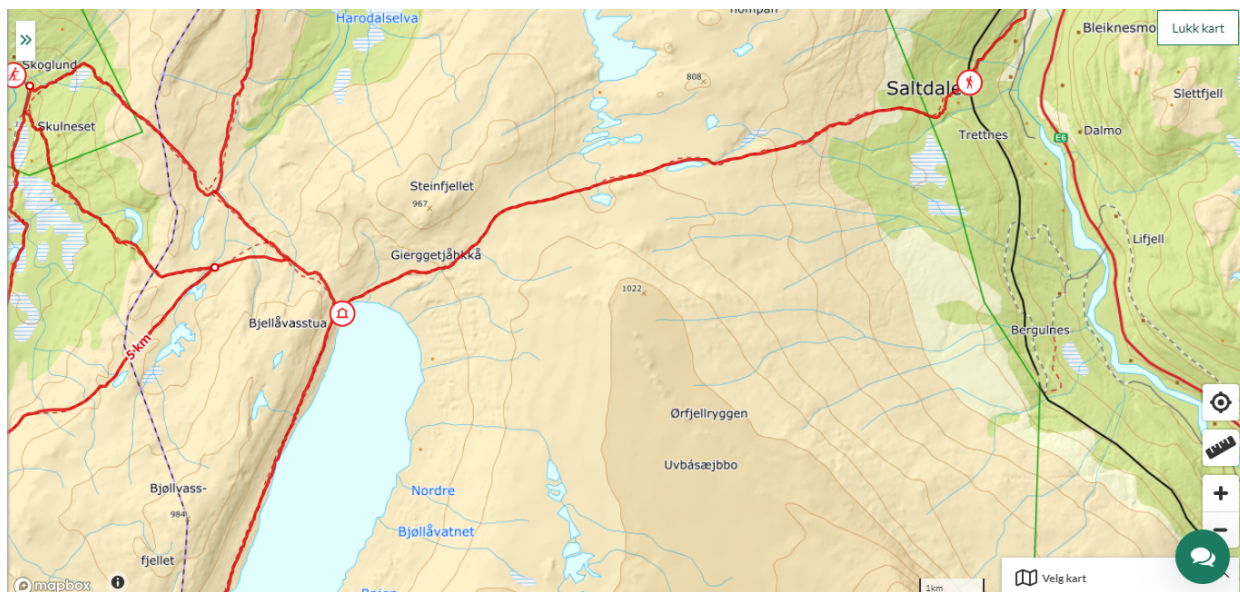 Harodalselva
Bleiknesmo
Lukk kart
»
Skoglund
808
Saltdale
Slettfjell
Skulneset
Trettnes
E6
Dalmo
Steinfjellet
967
Lifjell
Gierggetjåhkkå
1022
Bjellåvasstua
Bergulnes
5 km
Ørfjellryggen
Uvbásæjbbo
Bjøllvass-
Nordre
984
Bjøllåvatnet
fjellet
mapbox
1km
Velg kart